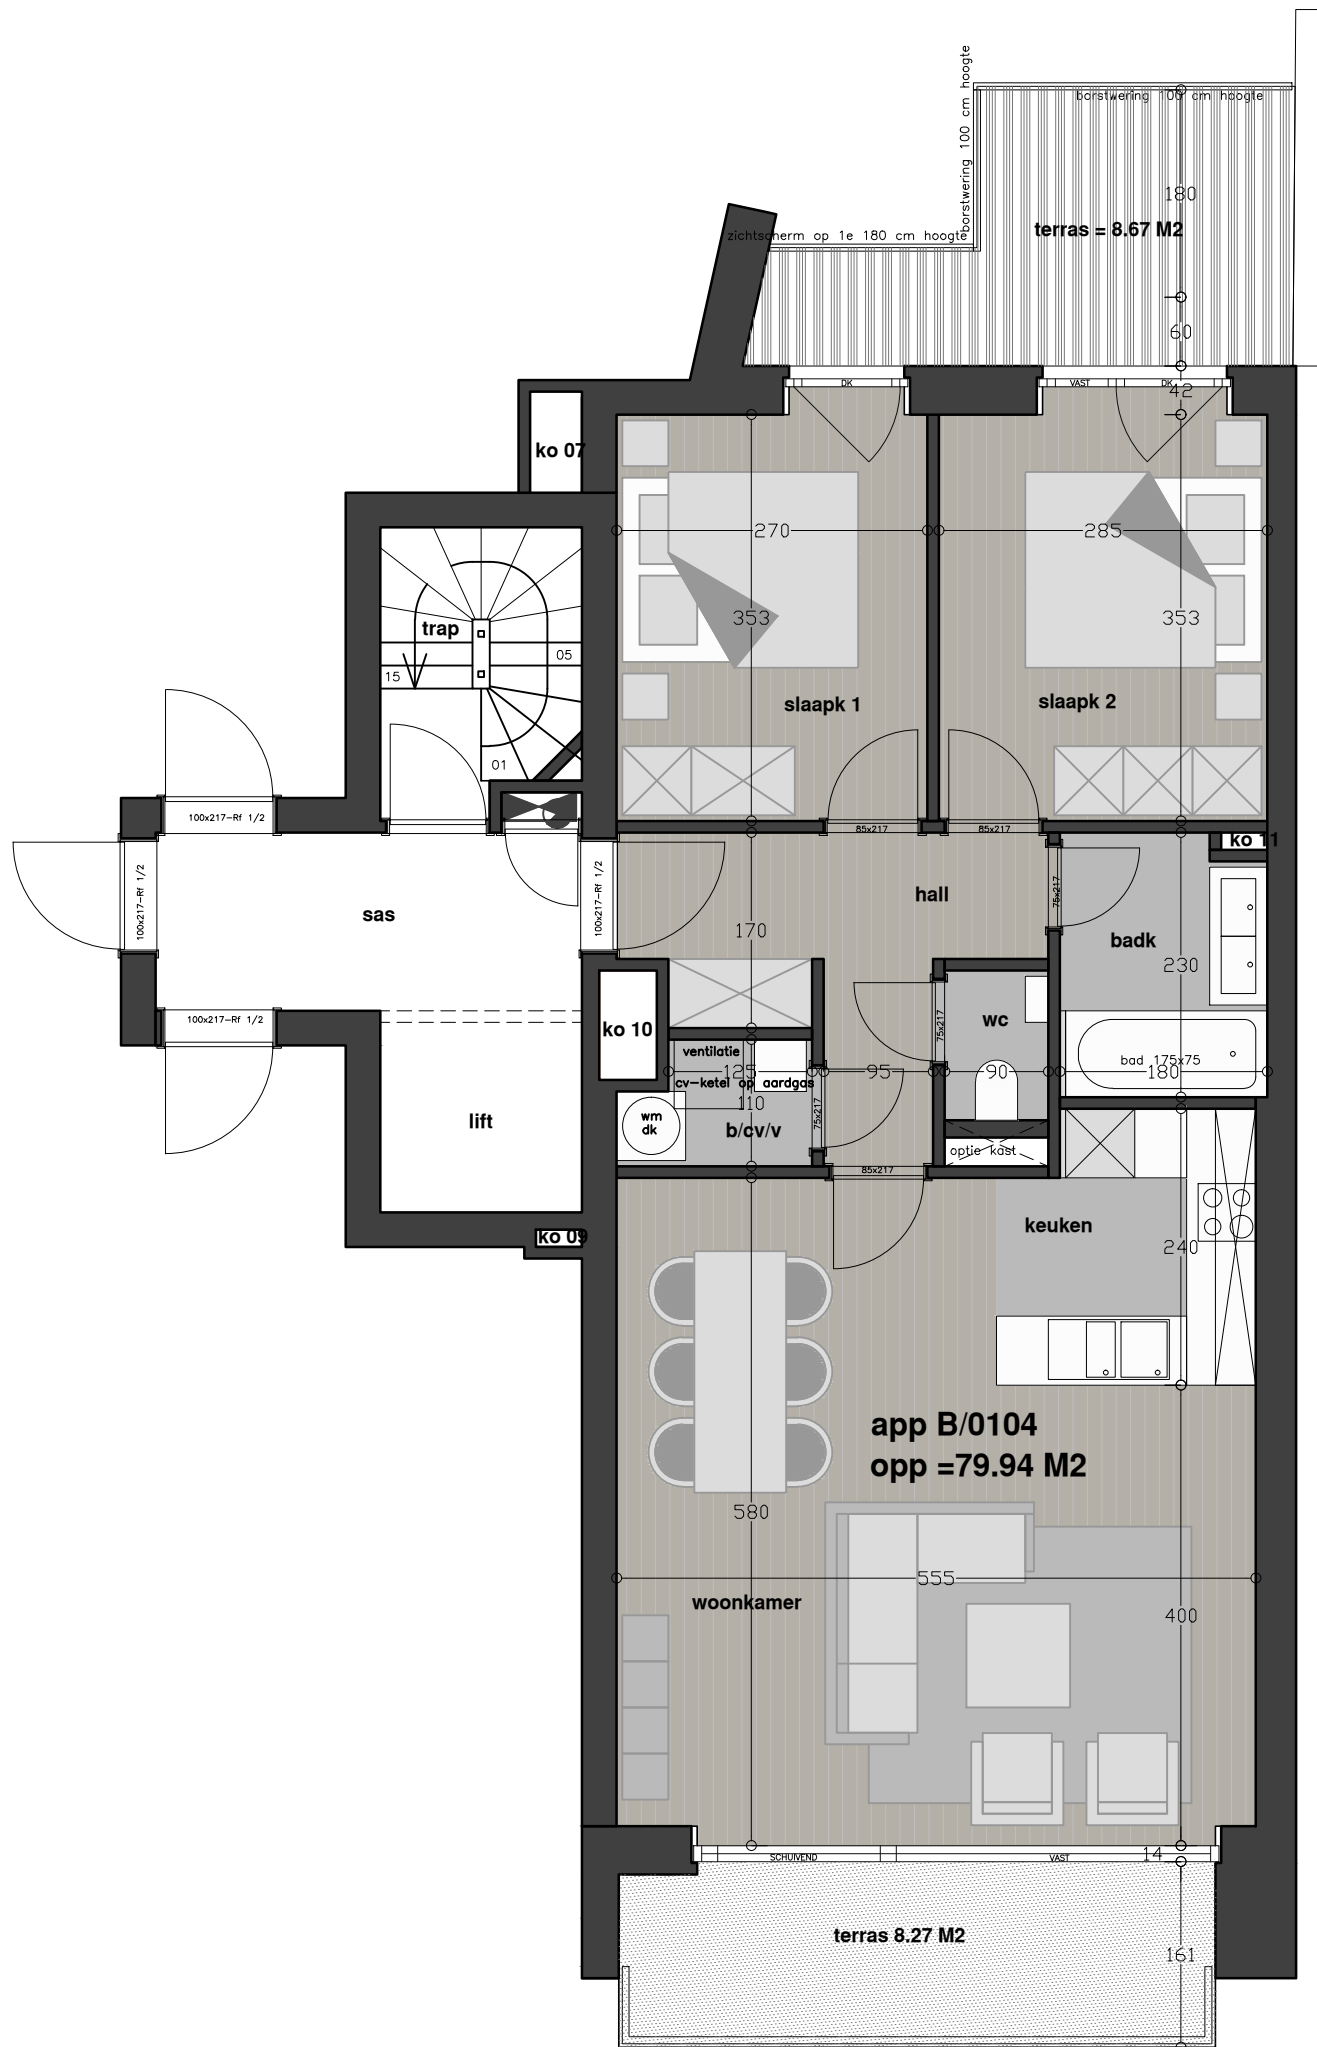 borstwering 100 cm hoogte
borstwering 100 cm hoogte
180
terras = 8.67 M2
zichtscherm op 1e 180 cm hoogte
60
DK
VAST
DK
42
ko 07
270
285
353
353
trap
05
15
slaapk 1
slaapk 2
01
100x217-Rf 1/2
85x217
85x217
ko 11
100x217-Rf 1/2
100x217-Rf 1/2
75x217
hall
sas
170
badk
230
100x217-Rf 1/2
ko 10
wc
75x217
ventilatie
bad 175x75
125
95
90
180
cv-ketel op aardgas
110
wm
dk
75x217
lift
b/cv/v
optie kast
85x217
keuken
ko 09
240
app B/0104
opp =79.94 M2
580
555
woonkamer
400
SCHUIVEND
VAST
14
terras 8.27 M2
161